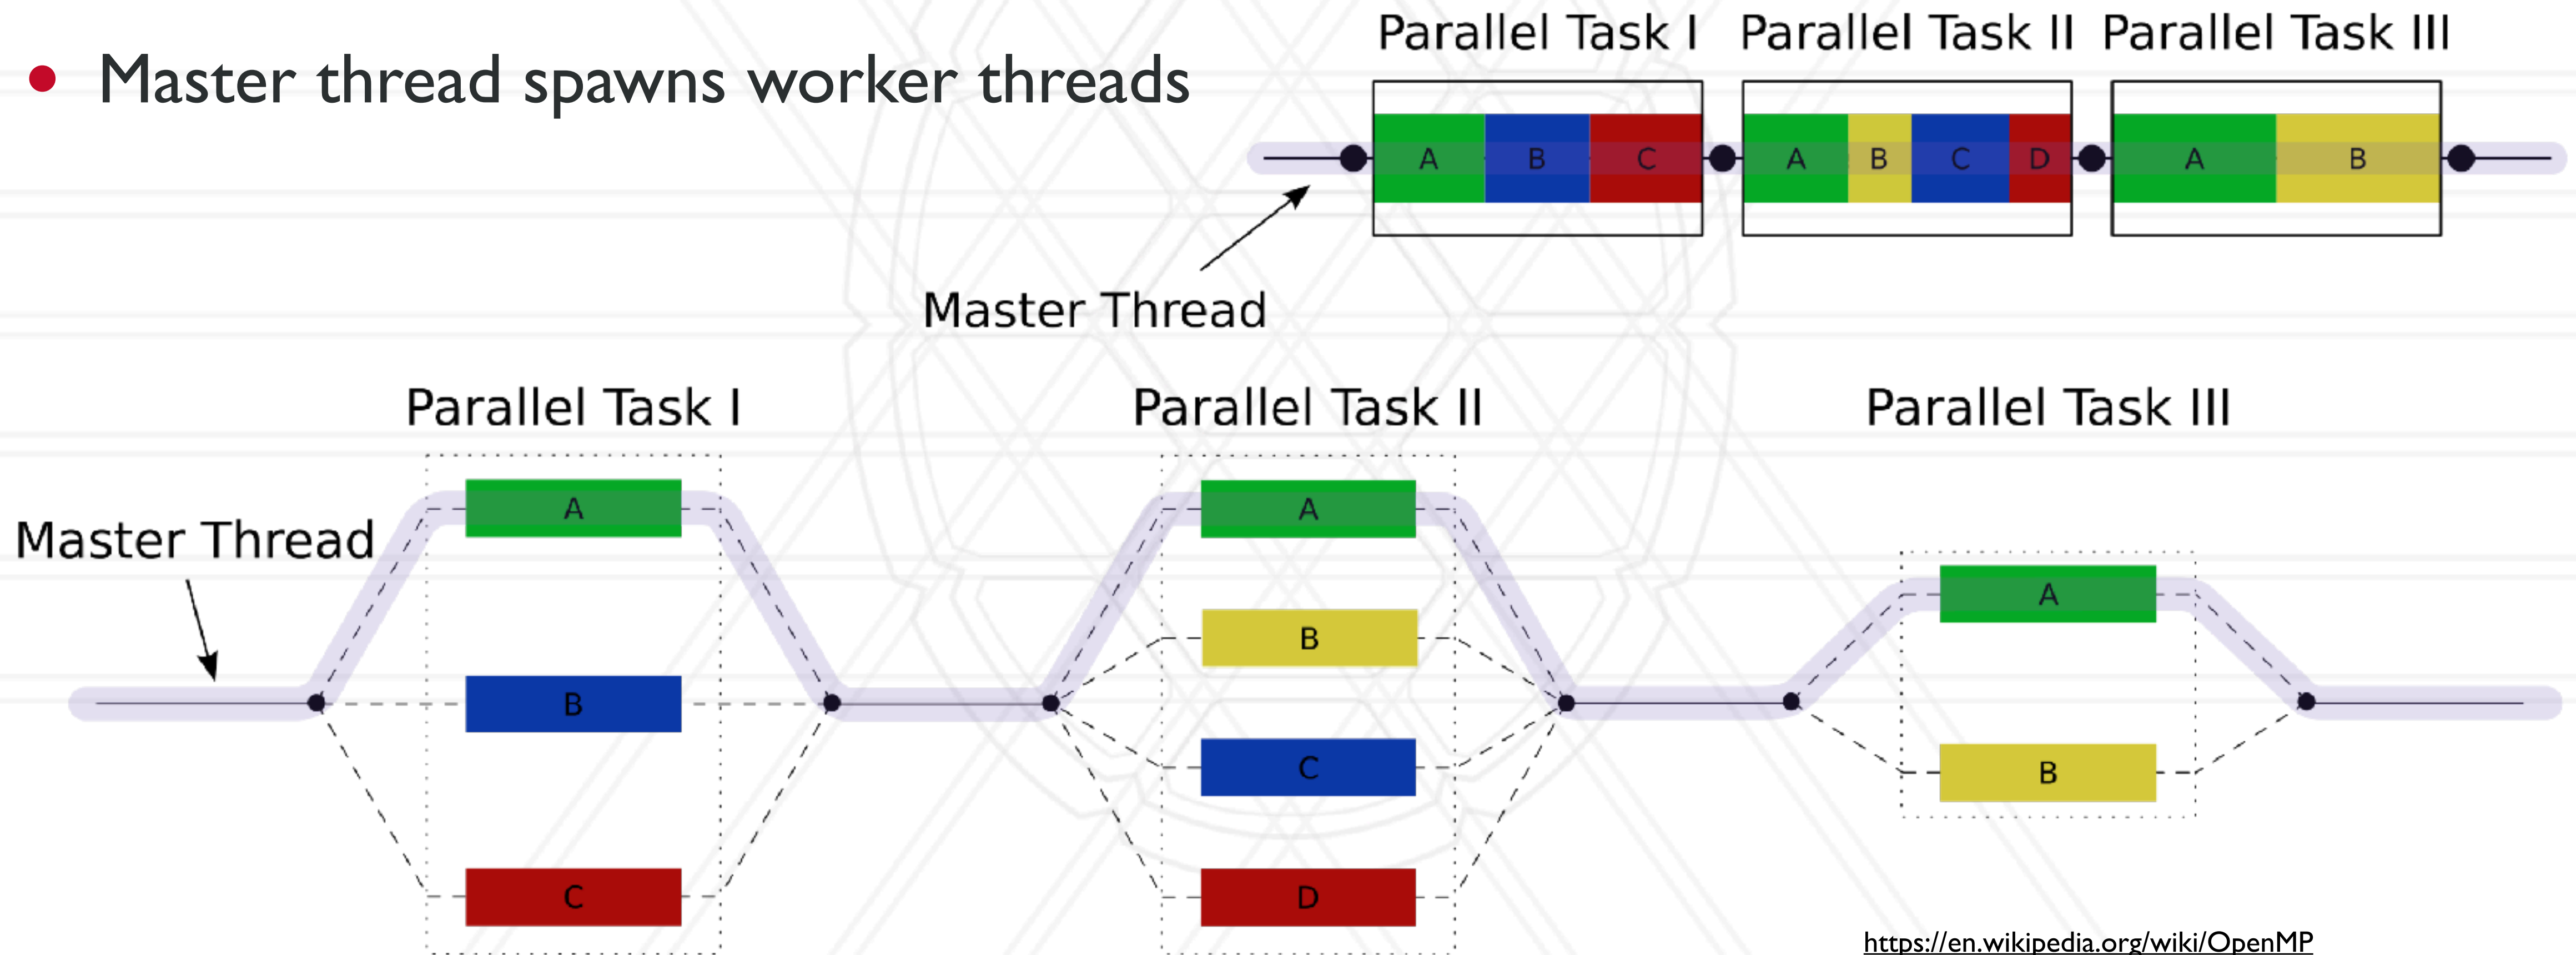 • Master thread spawns worker threads
Parallel Task I Parallel Task II Parallel Task III
A B C A B C D A B
Master Thread
Parallel Task I Parallel Task II Parallel Task III
Master Thread
A A A
B B B
B C
C D
https://en.wikipedia.org/wiki/OpenMP